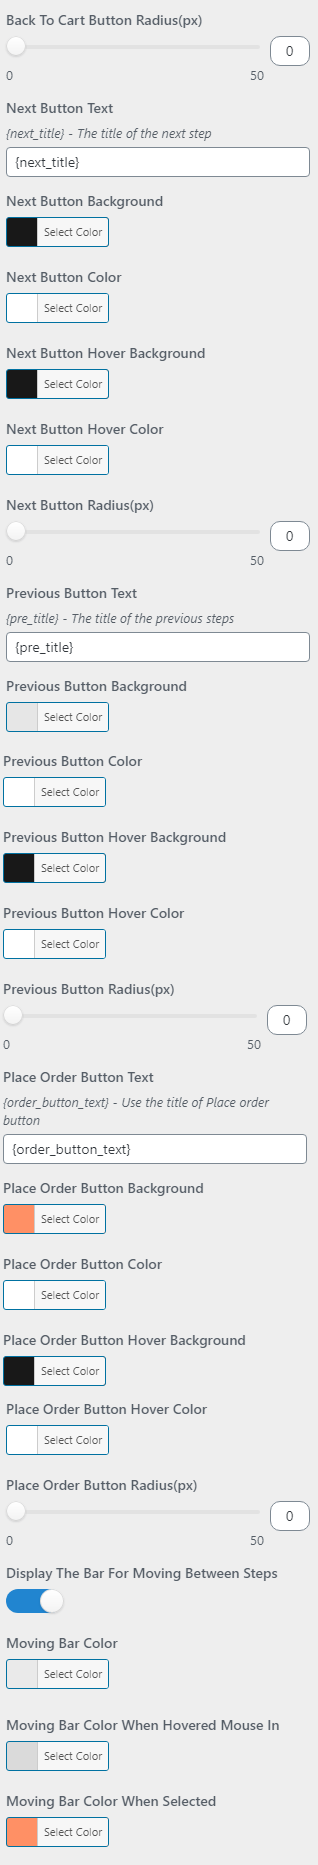 Back To Cart Button Radius(px)
0
0 50
Next Button Text
{next_title} - The title of the next step
{next_title}
Next Button Background
Select Color
Next Button Color
Select Color
Next Button Hover Background
Select Color
Next Button Hover Color
Select Color
Next Button Radius(px)
0
0 50
Previous Button Text
{pre_title} - The title of the previous steps
{pre_title}
Previous Button Background
Select Color
Previous Button Color
Select Color
Previous Button Hover Background
Select Color
Previous Button Hover Color
Select Color
Previous Button Radius(px)
0
0 50
Place Order Button Text
{order_button_text} - Use the title of Place order
button
{order_button_text}
Place Order Button Background
Select Color
Place Order Button Color
Select Color
Place Order Button Hover Background
Select Color
Place Order Button Hover Color
Select Color
Place Order Button Radius(px)
0
0 50
Display The Bar For Moving Between Steps
Moving Bar Color
Select Color
Moving Bar Color When Hovered Mouse In
Select Color
Moving Bar Color When Selected
Select Color